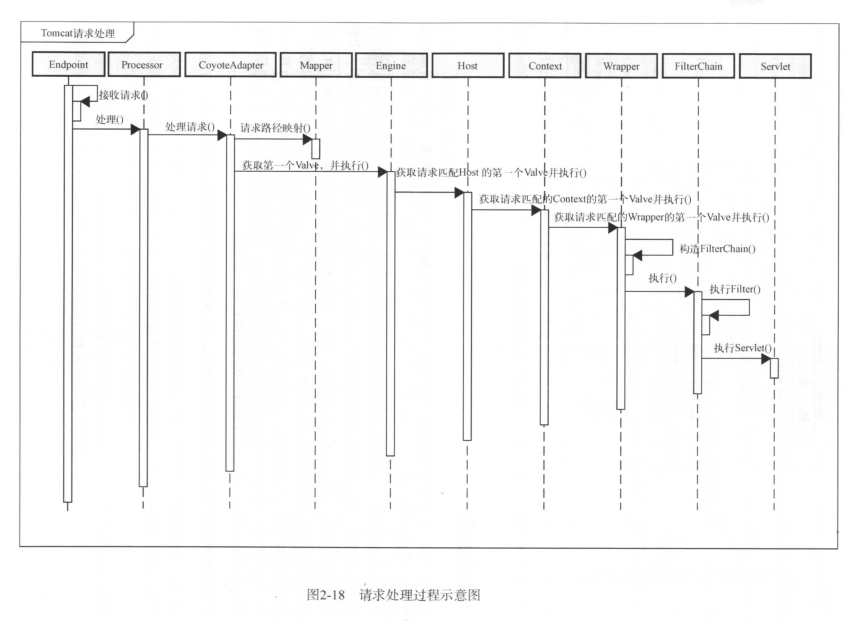 Tomcat请求处理
Endpoint
Processor
CoyoteAdapter
Mapper
Engine
Host
Context
Wrapper
FilterChain
Servlet
接收请求()
处理()
处理请求()
请求路径映射()
获取第一个Valve，并执行()
获取请求匹配Host 的第一个Valve并执行()
获取请求匹配的Context的第一个Valve并执行()
获取请求匹配的Wrapper的第一个Valve并执行()
构造FilterChain()
执行()
执行Filter()
执行Servlet()
图2-18 请求处理过程示意图